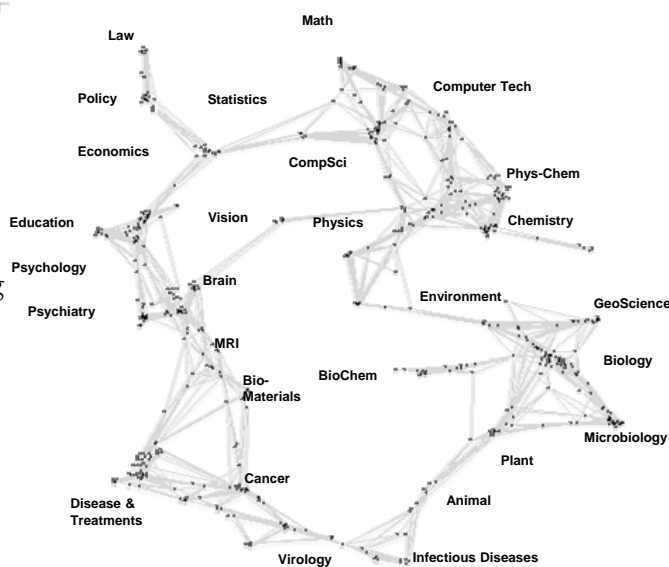 Math
Law
Computer Tech
Policy
Statistics
Economics
CompSci
Phys-Chem
Education
Vision
Physics
Chemistry
Psychology
Brain
Psychiatry
Environment
GeoScience
MRI
Biology
BioChem
Bio-
Materials
Microbiology
Plant
Cancer
Animal
Disease &
Treatments
Virology
Infectious Diseases